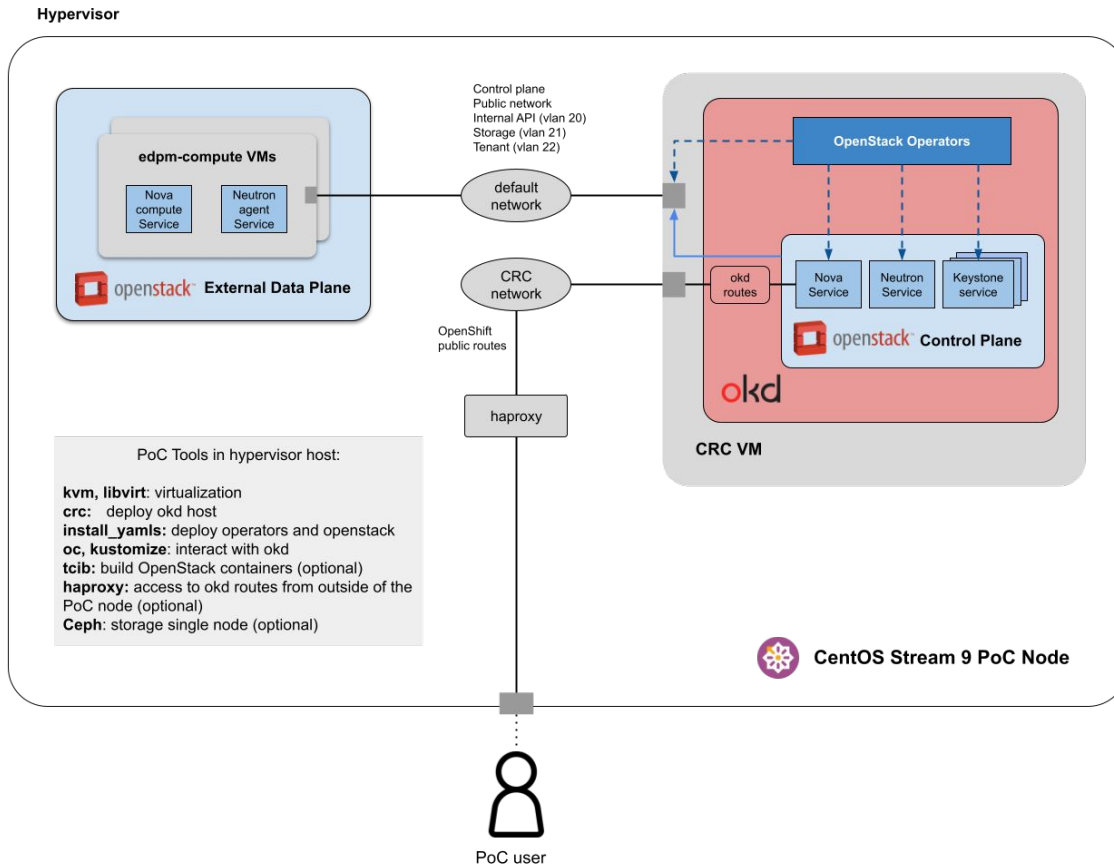 Hypervisor
Control plane
Public network
Internal API (vlan 20)
Storage (vlan 21)
Tenant (vlan 22)
edpm-compute VMs
Nova
compute
Service
Neutron
agent
Service
openstack™ External Data Plane
default
network
CRC
network
OpenShift
public routes
haproxy
OpenStack Operators
okd
routes
Nova
Service
Neutron
Service
Keystone
service
openstack™ Control Plane
okd
CRC VM
PoC Tools in hypervisor host:
kvm, libvirt: virtualization
crc: deploy okd host
install_yamls: deploy operators and openstack
oc, kustomize: interact with okd
tcib: build OpenStack containers (optional)
haproxy: access to okd routes from outside of the
PoC node (optional)
Ceph: storage single node (optional)
CentOS Stream 9 PoC Node
PoC user